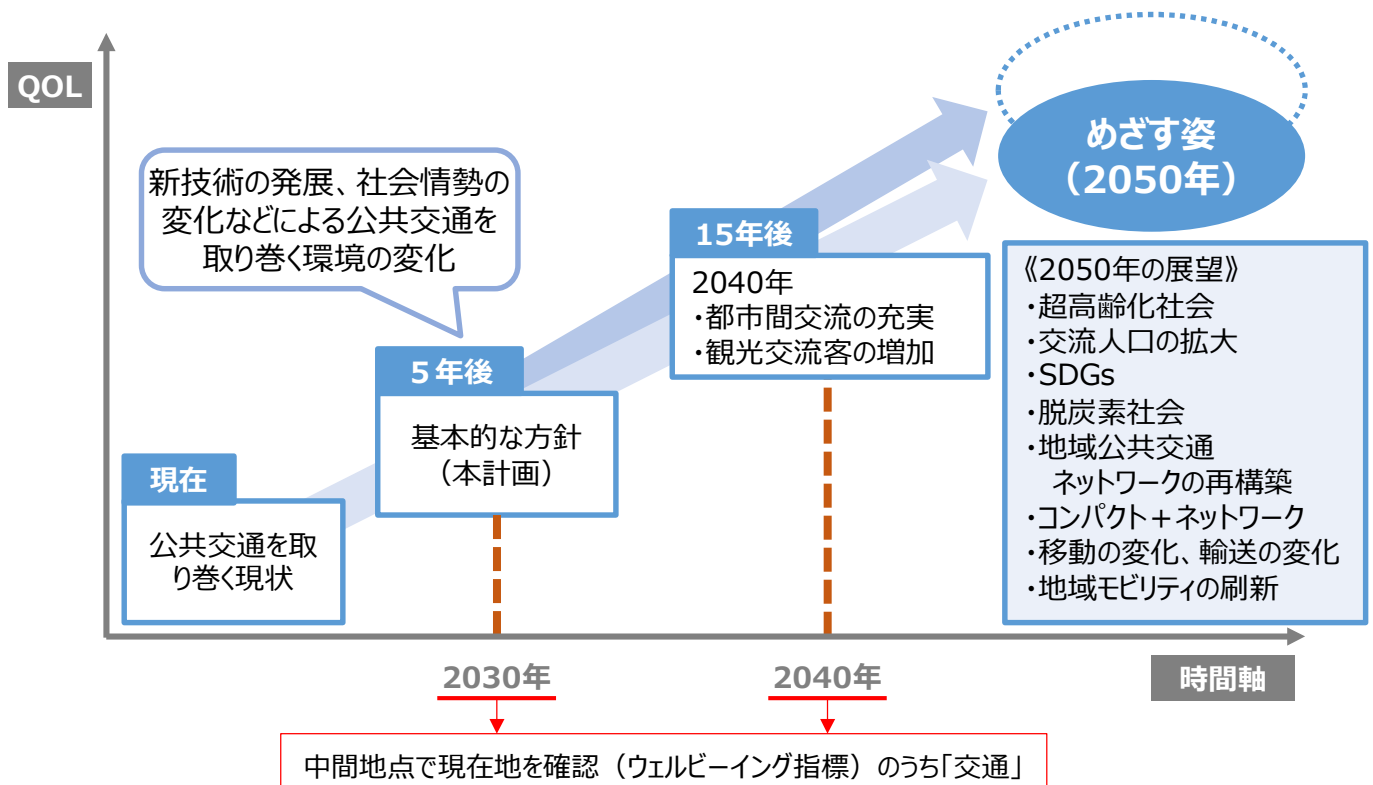 QOL
めざす姿
（2050年）
新技術の発展、社会情勢の
変化などによる公共交通を
取り巻く環境の変化
15年後
2040年
・都市間交流の充実
・観光交流客の増加
《2050年の展望》
・超高齢化社会
・交流人口の拡大
・SDGs
・脱炭素社会
・地域公共交通
ネットワークの再構築
・コンパクト＋ネットワーク
・移動の変化、輸送の変化
・地域モビリティの刷新
５年後
基本的な方針
（本計画）
現在
公共交通を取
り巻く現状
2030年
2040年
時間軸
中間地点で現在地を確認（ウェルビーイング指標）のうち「交通」